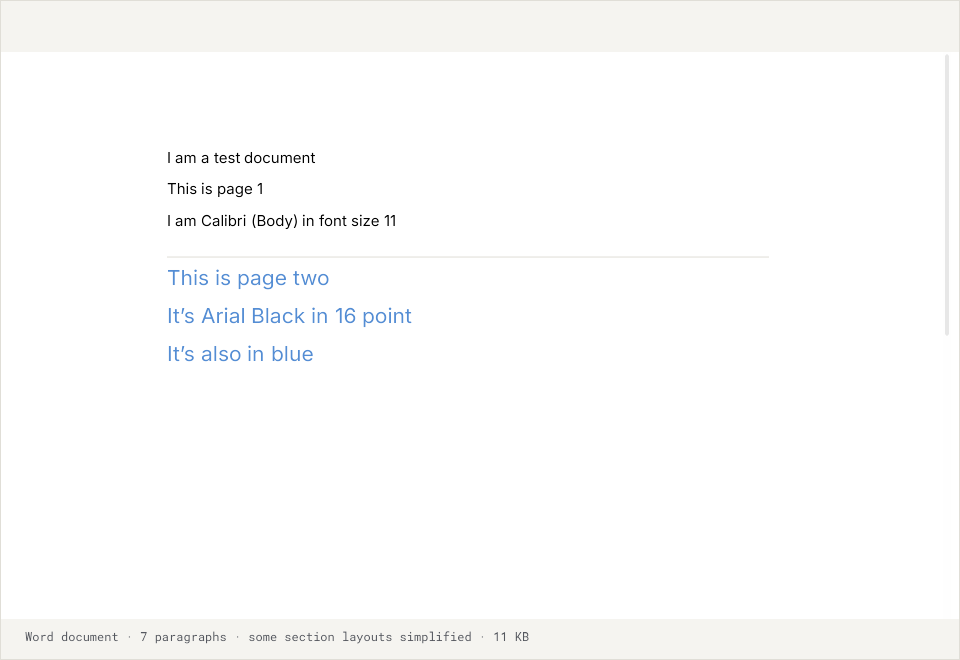 I am a test document
This is page 1
I am Calibri (Body) in font size 11
This is page two
It’s Arial Black in 16 point
It’s also in blue
Word document · 7 paragraphs · some section layouts simplified · 11 KB